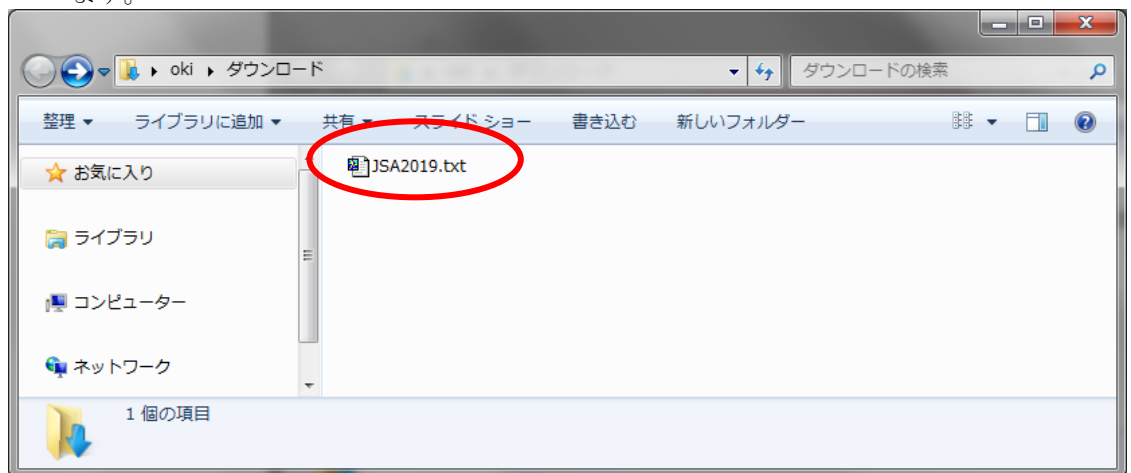 ます。
oki ▸ ダウンロード ダウンロードの検索
整理 ▼ ライブラリに追加 ▼ 共有 ▼ スライド ショー 書き込む 新しいフォルダー
お気に入り
JSA2019.txt
ライブラリ
コンピューター
ネットワーク
1 個の項目